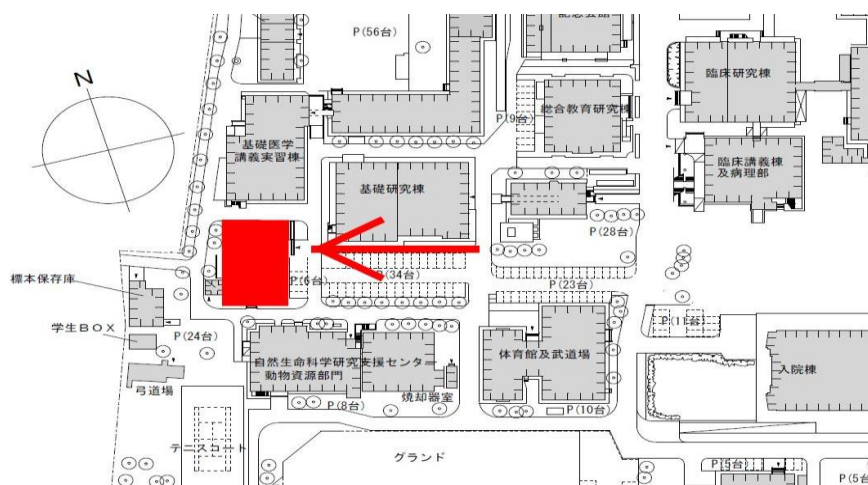 P(56台)
記念会館
N
臨床研究棟
総合教育研究棟
P(9台)
基礎医学
講義実習棟
基礎研究棟
臨床講義棟
及病理部
P(28台)
標本保存庫
P(6台)
P(34台)
P(23台)
学生BOX
P(24台)
P(11台)
自然生命科学研究支援センター
動物資源部門
体育館及武道場
入院棟
弓道場
焼却器室
P(8台)
P(10台)
テニスコート
グランド
P(5台)
P(5台